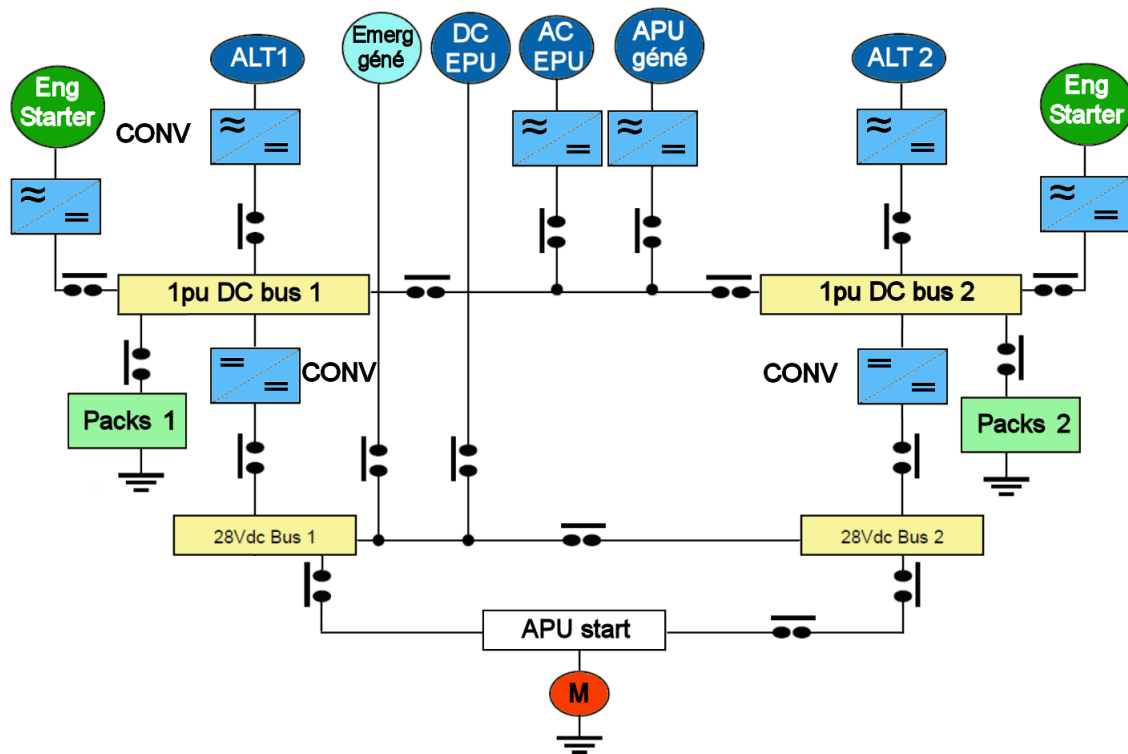 Emerg
géné
DC
EPU
AC
EPU
APU
géné
ALT1
ALT 2
Eng
Starter
Eng
Starter
CONV
1pu DC bus 1
1pu DC bus 2
CONV
CONV
Packs 1
Packs 2
28Vdc Bus 1
28Vdc Bus 2
APU start
M